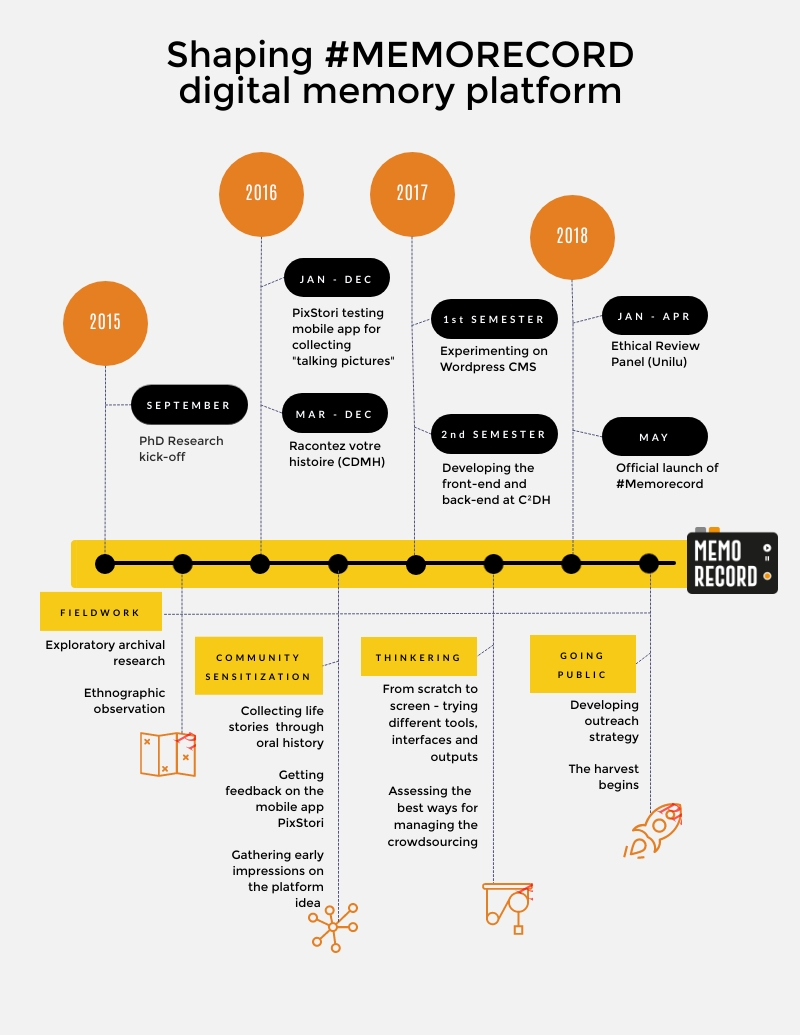 Shaping #MEMORECORD
digital memory platform
2015
SEPTEMBER
PhD Research
kick-off
2016
JAN - DEC
PixStori testing
mobile app for
collecting
"talking pictures"
MAR - DEC
Racontez votre
histoire (CDMH)
2017
1st SEMESTER
Experimenting on
Wordpress CMS
2nd SEMESTER
Developing the
front-end and
back-end at C²DH
2018
JAN - APR
Ethical Review
Panel (Unilu)
MAY
Official launch of
#Memorecord
MEMO
RECORD
FIELDWORK
Exploratory archival
research
Ethnographic
observation
COMMUNITY
SENSITIZATION
Collecting life
stories through
oral history
Getting
feedback on the
mobile app
PixStori
Gathering early
impressions on
the platform
idea
THINKERING
From scratch to
screen - trying
different tools,
interfaces and
outputs
Assessing the
best ways for
managing the
crowdsourcing
GOING
PUBLIC
Developing
outreach
strategy
The harvest
begins